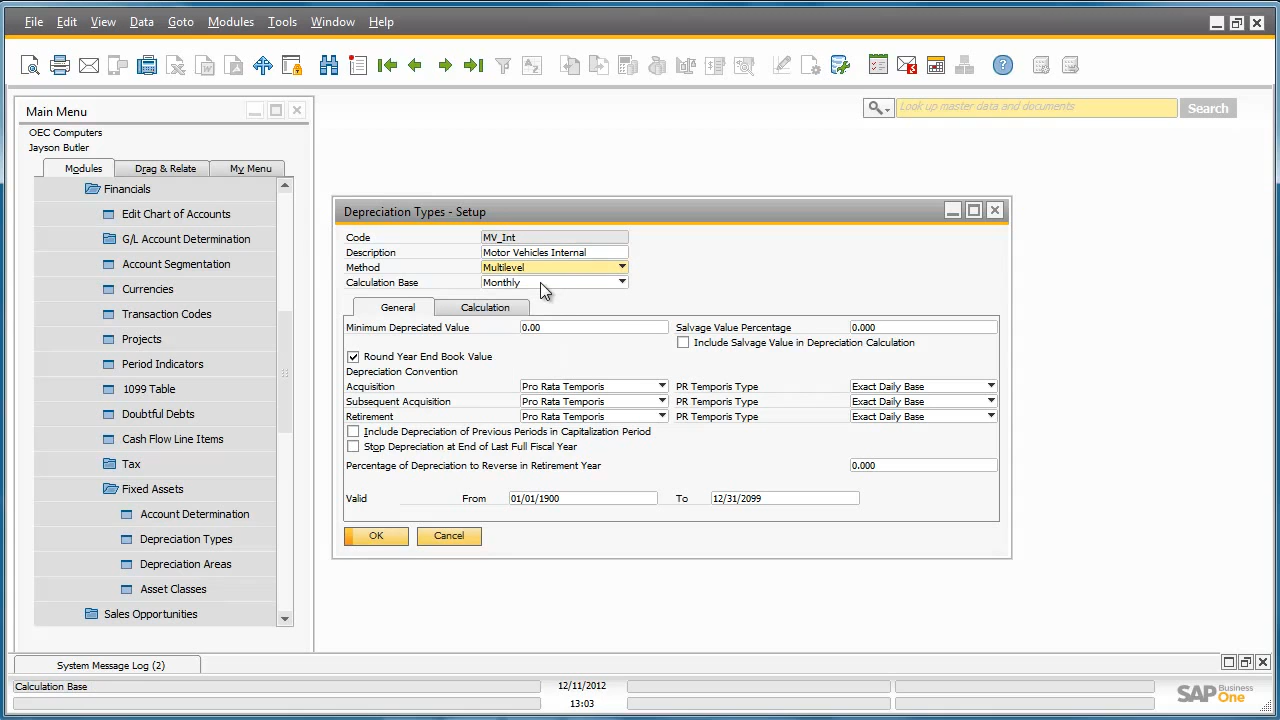 File Edit View Data Goto Modules Tools Window Help
Look up master data and documents
Search
Main Menu
OEC Computers
Jayson Butler
Modules Drag & Relate My Menu
Financials
Edit Chart of Accounts
G/L Account Determination
Account Segmentation
Currencies
Transaction Codes
Projects
Period Indicators
1099 Table
Doubtful Debts
Cash Flow Line Items
Tax
Fixed Assets
Account Determination
Depreciation Types
Depreciation Areas
Asset Classes
Sales Opportunities
Depreciation Types - Setup
Code MV_Int
Description Motor Vehicles Internal
Method Multilevel
Calculation Base Monthly
General Calculation
Minimum Depreciated Value 0.00 Salvage Value Percentage 0.000
Include Salvage Value in Depreciation Calculation
Round Year End Book Value
Depreciation Convention
Acquisition Pro Rata Temporis PR Temporis Type Exact Daily Base
Subsequent Acquisition Pro Rata Temporis PR Temporis Type Exact Daily Base
Retirement Pro Rata Temporis PR Temporis Type Exact Daily Base
Include Depreciation of Previous Periods in Capitalization Period
Stop Depreciation at End of Last Full Fiscal Year
Percentage of Depreciation to Reverse in Retirement Year 0.000
Valid From 01/01/1900 To 12/31/2099
OK Cancel
System Message Log (2)
Calculation Base 12/11/2012
13:03
SAP Business One